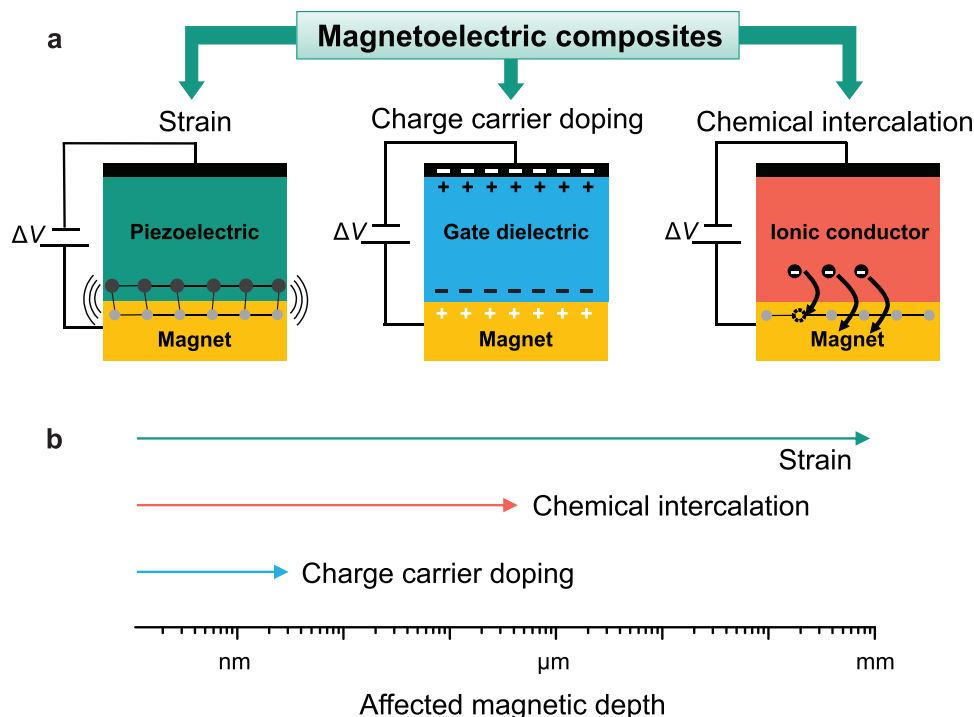 a
Magnetoelectric composites
Strain
Charge carrier doping
Chemical intercalation
ΔV
Piezoelectric
Magnet
ΔV
Gate dielectric
Magnet
ΔV
Ionic conductor
Magnet
b
Strain
Chemical intercalation
Charge carrier doping
nm
μm
mm
Affected magnetic depth